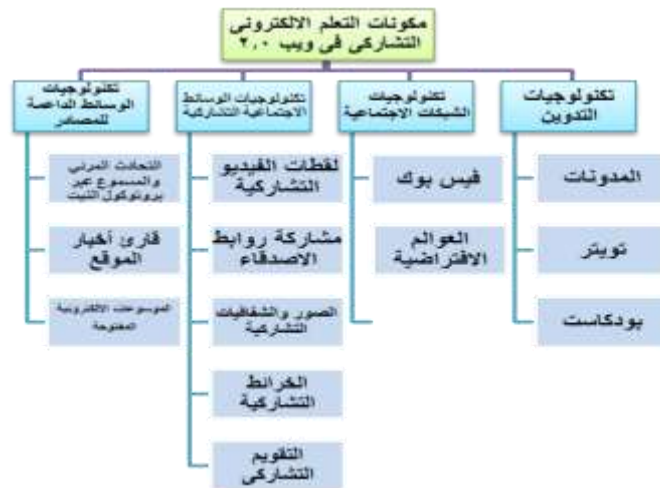 مكونات التعلم الالكترونى
التشاركى فى ويب ٢,٠
تكنولوجيات
التدوين
المدونات
تويتر
بودكاست
تكنولوجيات
الشبكات الاجتماعية
فيس بوك
العوالم
الافتراضية
تكنولوجيات الوسائط
الاجتماعية التشاركية
لقطات الفيديو
التشاركية
مشاركة روابط
الاصدقاء
الصور والشفافيات
التشاركية
الخرائط
التشاركية
التقويم
التشاركى
تكنولوجيات
الوسائط الداعمة
للمصادر
التحادث المرئي
والمسموع عبر
بروتوكول النيت
قارئ أخبار
الموقع
الموسوعات الالكترونية
المفتوحة